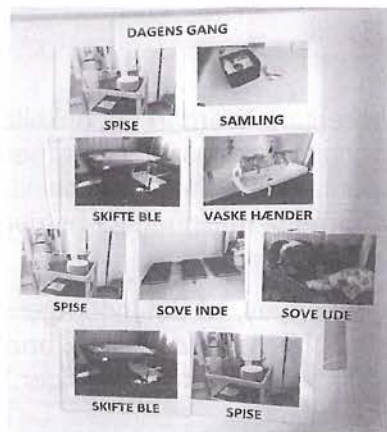 DAGENS GANG
SPISE SAMLING
SKIFTE BLE VASKE HÆNDER
SPISE SOVE INDE SOVE UDE
SKIFTE BLE SPISE